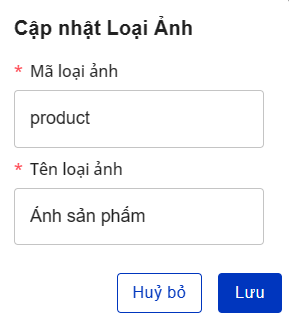 Cập nhật Loại Ảnh
* Mã loại ảnh
product
* Tên loại ảnh
Ảnh sản phẩm
Huỷ bỏ Lưu